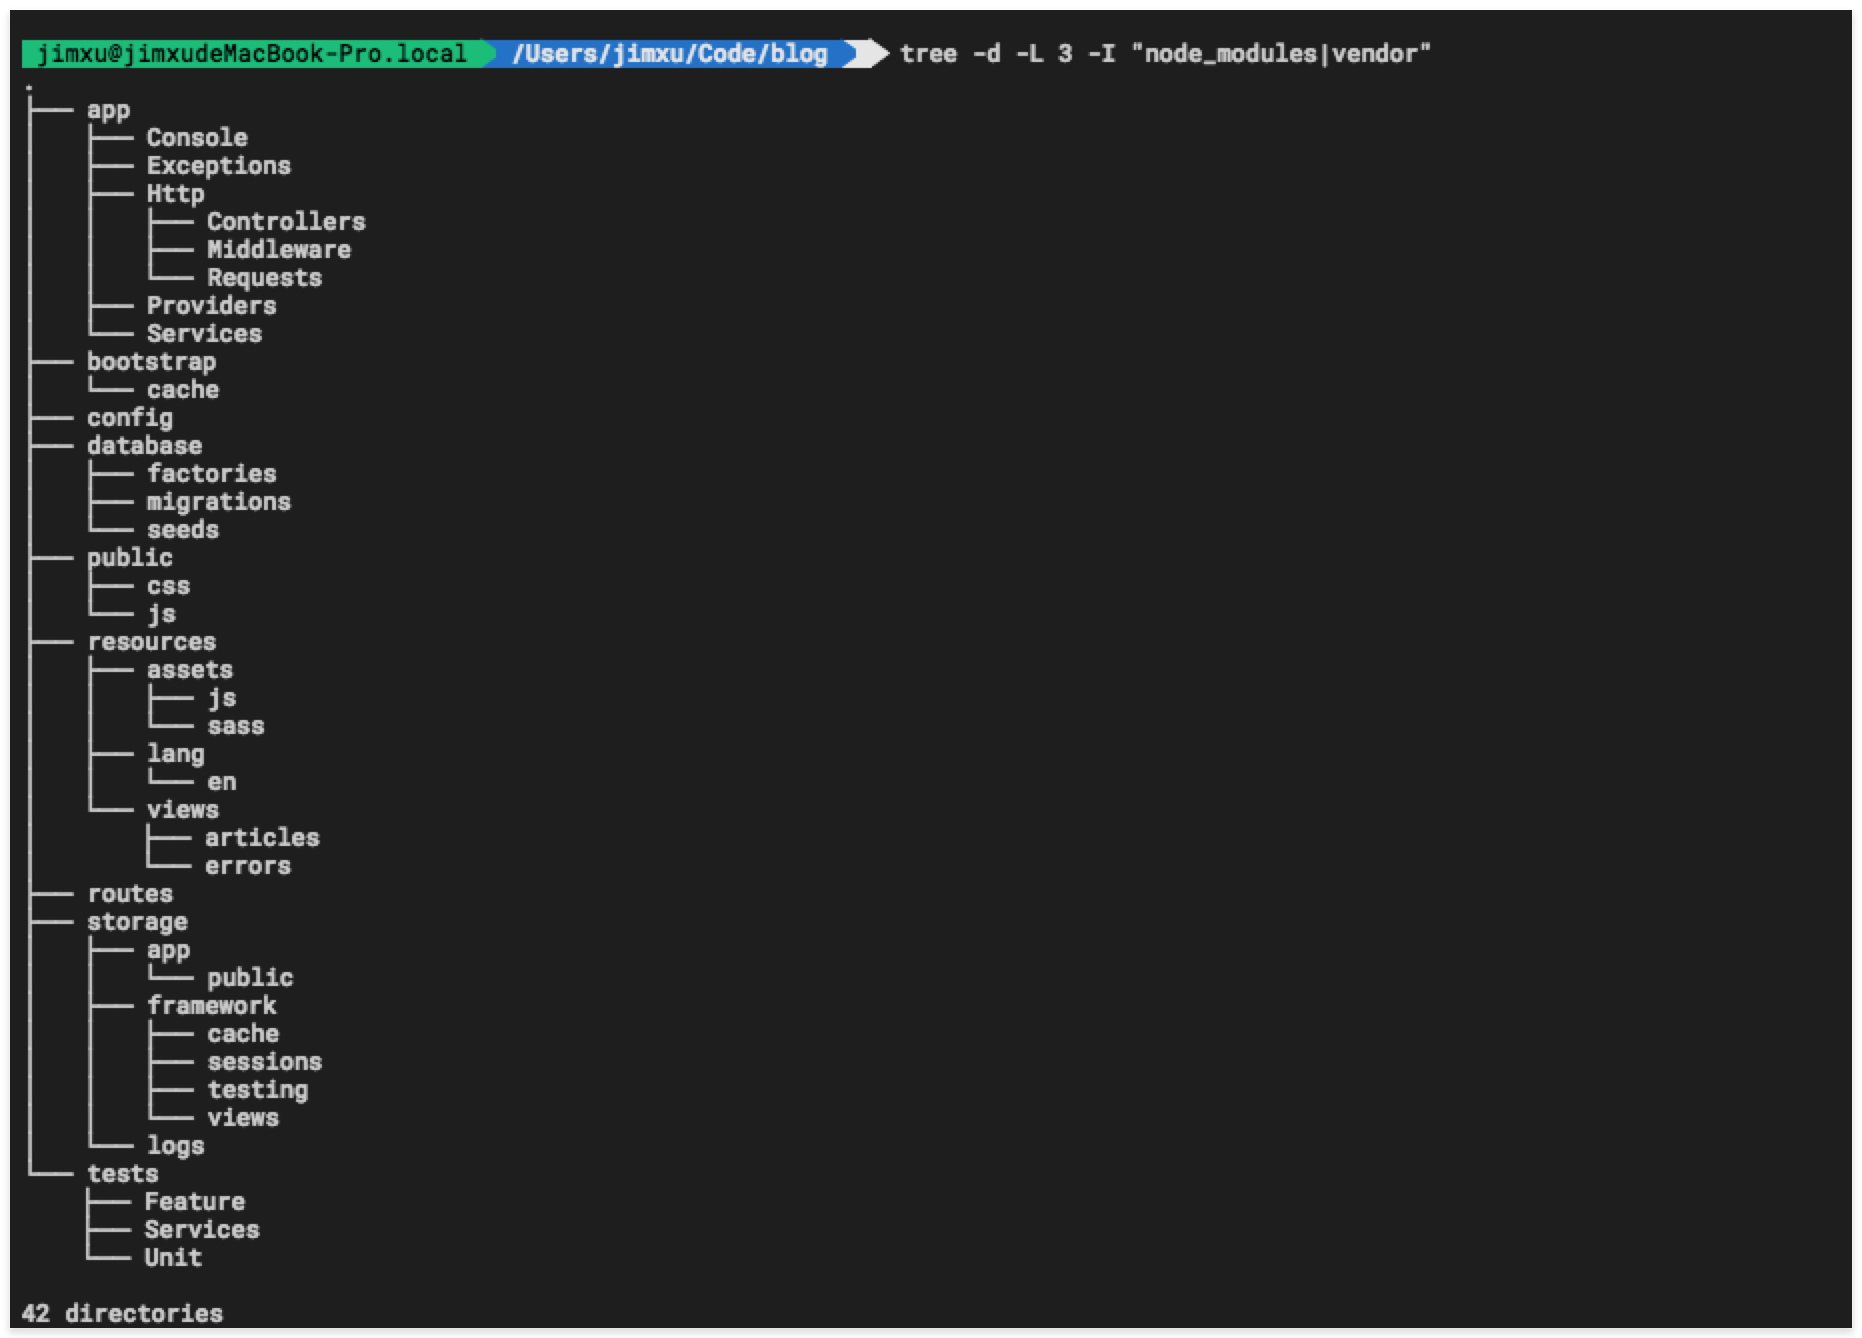 jimxu@jimxudeMacBook-Pro.local /Users/jimxu/Code/blog tree -d -L 3 -I "node_modules|vendor"
.
├── app
│   ├── Console
│   ├── Exceptions
│   ├── Http
│   │   ├── Controllers
│   │   ├── Middleware
│   │   └── Requests
│   ├── Providers
│   └── Services
├── bootstrap
│   └── cache
├── config
├── database
│   ├── factories
│   ├── migrations
│   └── seeds
├── public
│   ├── css
│   └── js
├── resources
│   ├── assets
│   │   ├── js
│   │   └── sass
│   ├── lang
│   │   └── en
│   └── views
│       ├── articles
│       └── errors
├── routes
├── storage
│   ├── app
│   │   └── public
│   ├── framework
│   │   ├── cache
│   │   ├── sessions
│   │   ├── testing
│   │   └── views
│   └── logs
└── tests
    ├── Feature
    ├── Services
    └── Unit
42 directories